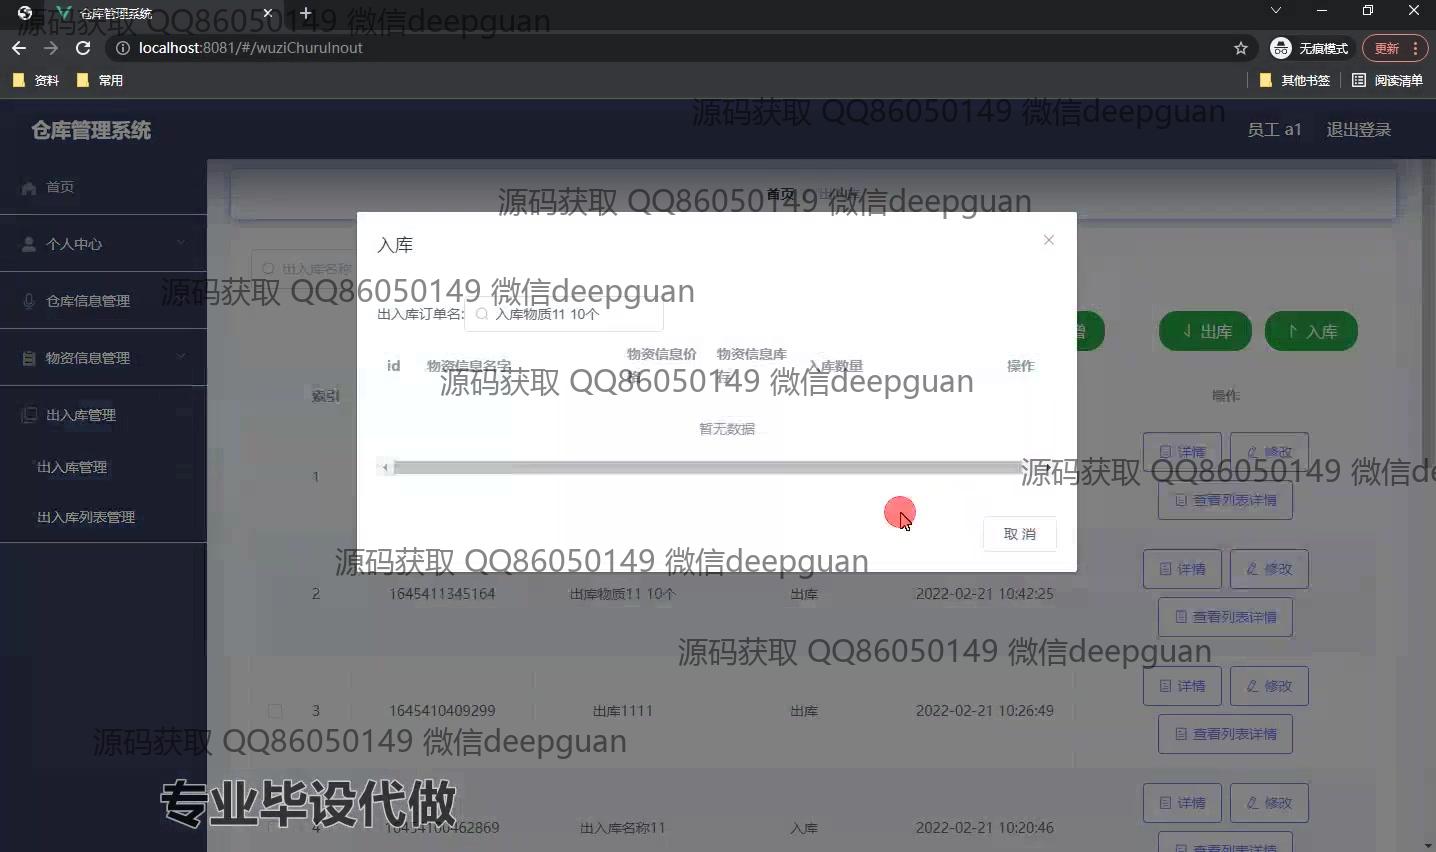 仓库管理系统
localhost:8081/#/wuziChuruInout
无痕模式
更新
资料
常用
其他书签
阅读清单
源码获取 QQ86050149 微信deepguan
源码获取 QQ86050149 微信deepguan
仓库管理系统
员工 a1
退出登录
首页
首页
源码获取 QQ86050149 微信deepguan
个人中心
入库
出入库名称
仓库信息管理
源码获取 QQ86050149 微信deepguan
出入库订单名:
入库物质11 10个
增
出库
入库
物资信息管理
id
物资信息名字
物资信息价格
物资信息库存
入库数量
操作
源码获取 QQ86050149 微信deepguan
索引
操作
出入库管理
暂无数据
1
详情
修改
出入库管理
源码获取 QQ86050149 微信de
查看列表详情
出入库列表管理
取 消
源码获取 QQ86050149 微信deepguan
2
1645411345164
出库物质11 10个
出库
2022-02-21 10:42:25
详情
修改
查看列表详情
源码获取 QQ86050149 微信deepguan
3
1645410409299
出库1111
出库
2022-02-21 10:26:49
详情
修改
查看列表详情
源码获取 QQ86050149 微信deepguan
专业毕设代做
4
16454100462869
出入库名称11
入库
2022-02-21 10:20:46
详情
修改
查看列表详情